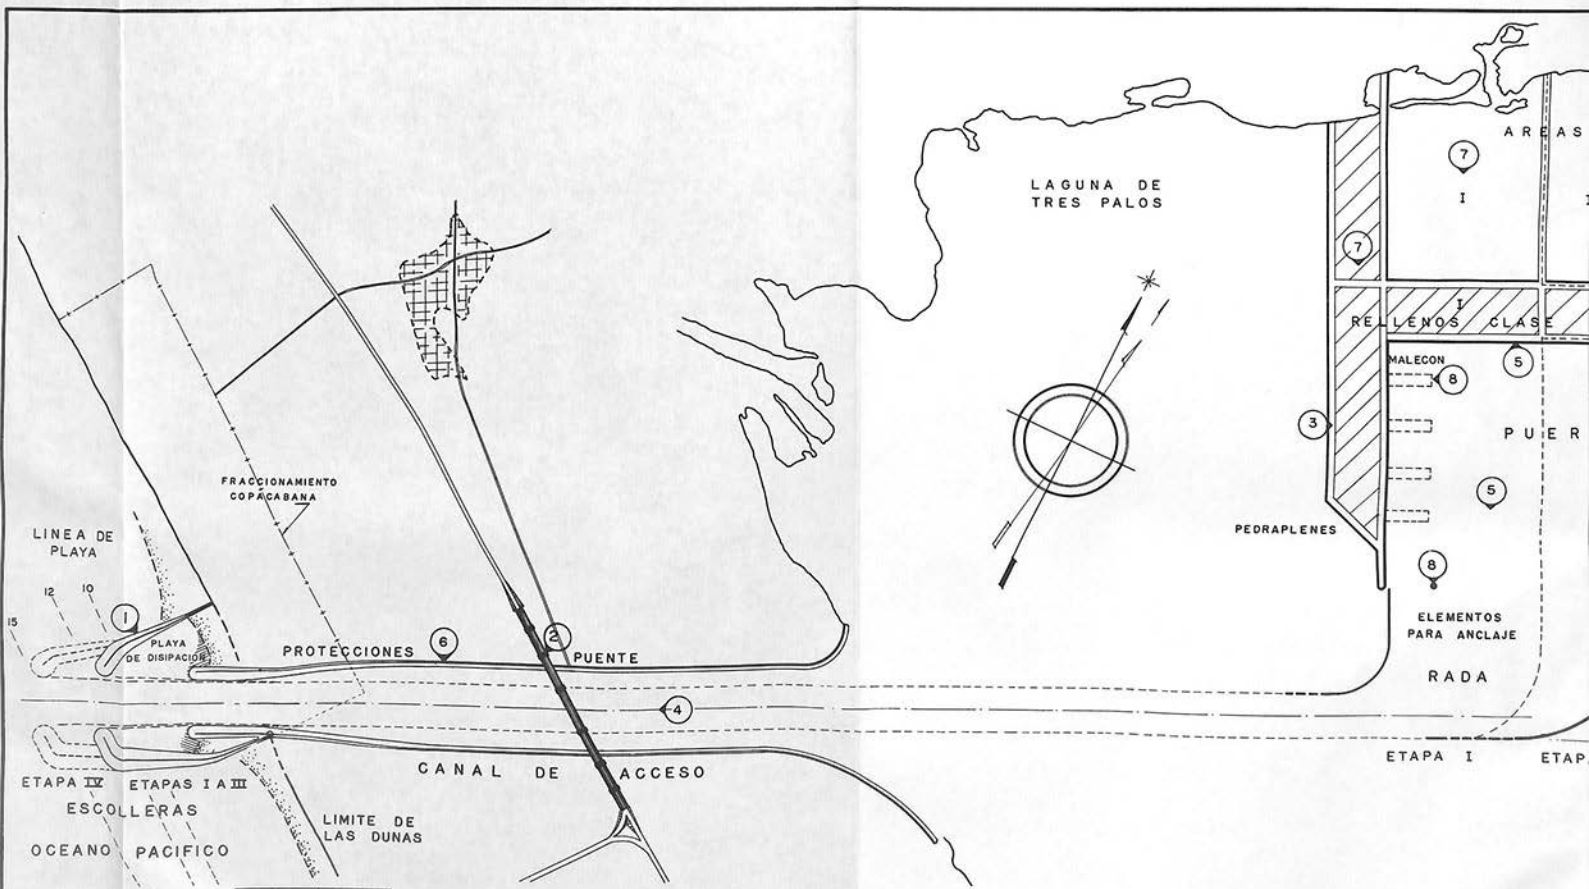 AREAS
7
I
LAGUNA DE
TRES PALOS
7
I
RELLENOS CLASE
MALECON
5
8
3
PUER
FRACCIONAMIENTO
COPACABANA
5
LINEA DE
PLAYA
PEDRAPLENES
8
12
10
15
1
PLAYA
DE DISIPACIÓN
PROTECCIONES
6
2
PUENTE
ELEMENTOS
PARA ANCLAJE
RADA
4
ETAPA I
ETAPA
CANAL DE ACCESO
ETAPA IV
ETAPAS I A III
ESCOLLERAS
LIMITE DE
LAS DUNAS
OCEANO PACIFICO